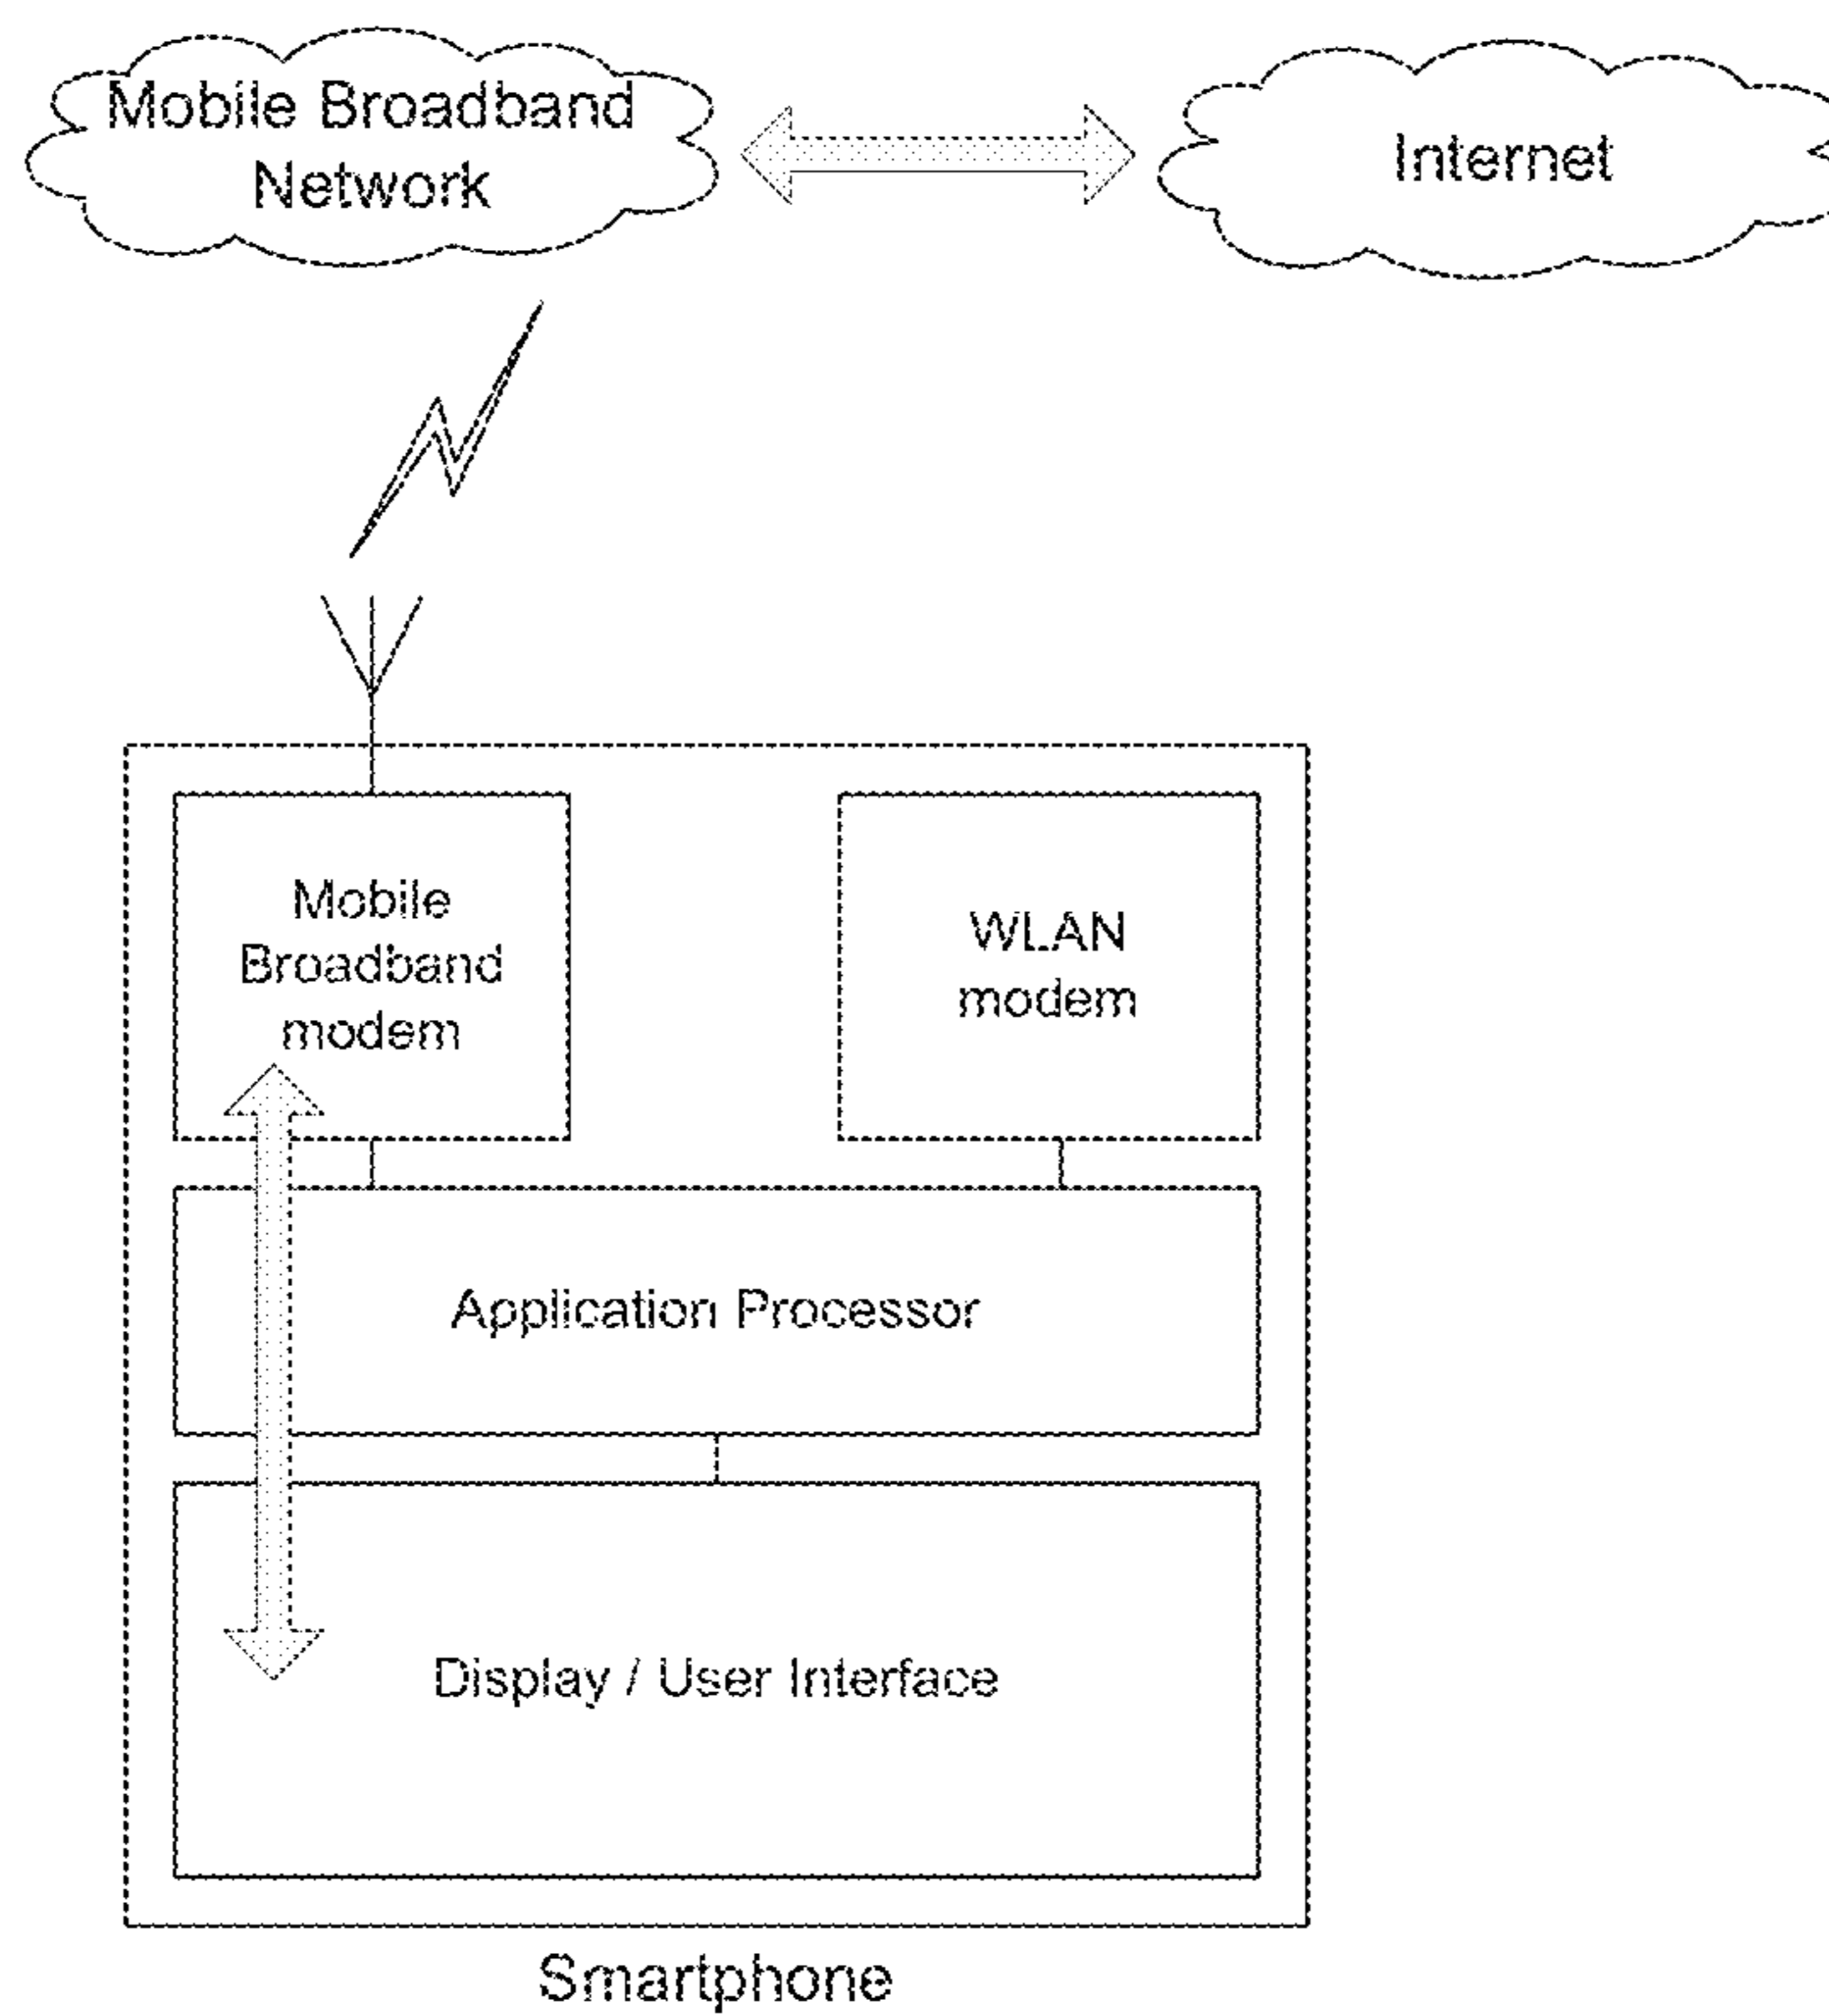 Mobile Broadband
Network
Internet
Mobile
Broadband
modem
WLAN
modem
Application Processor
Display / User Interface
Smartphone